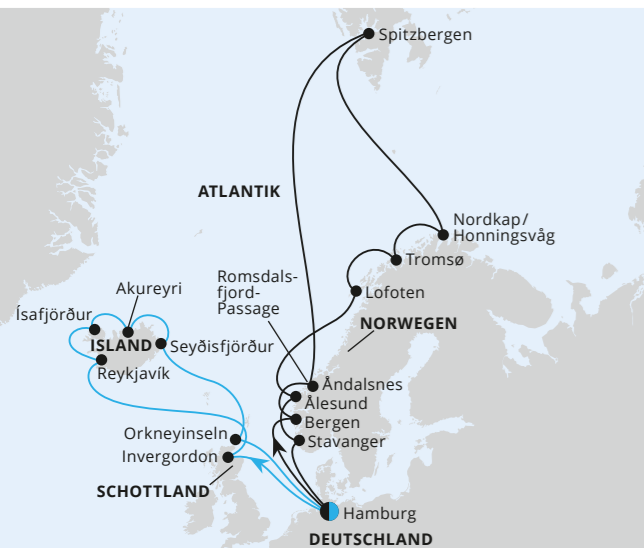 Spitzbergen
ATLANTIK
Nordkap/
Honningsvåg
Tromsø
Romsdals-
fjord-
Passage
Lofoten
Akureyri
Ísafjörður
NORWEGEN
ISLAND
Seyðisfjörður
Reykjavík
Åndalsnes
Ålesund
Bergen
Stavanger
Orkneyinseln
Invergordon
SCHOTTLAND
Hamburg
DEUTSCHLAND